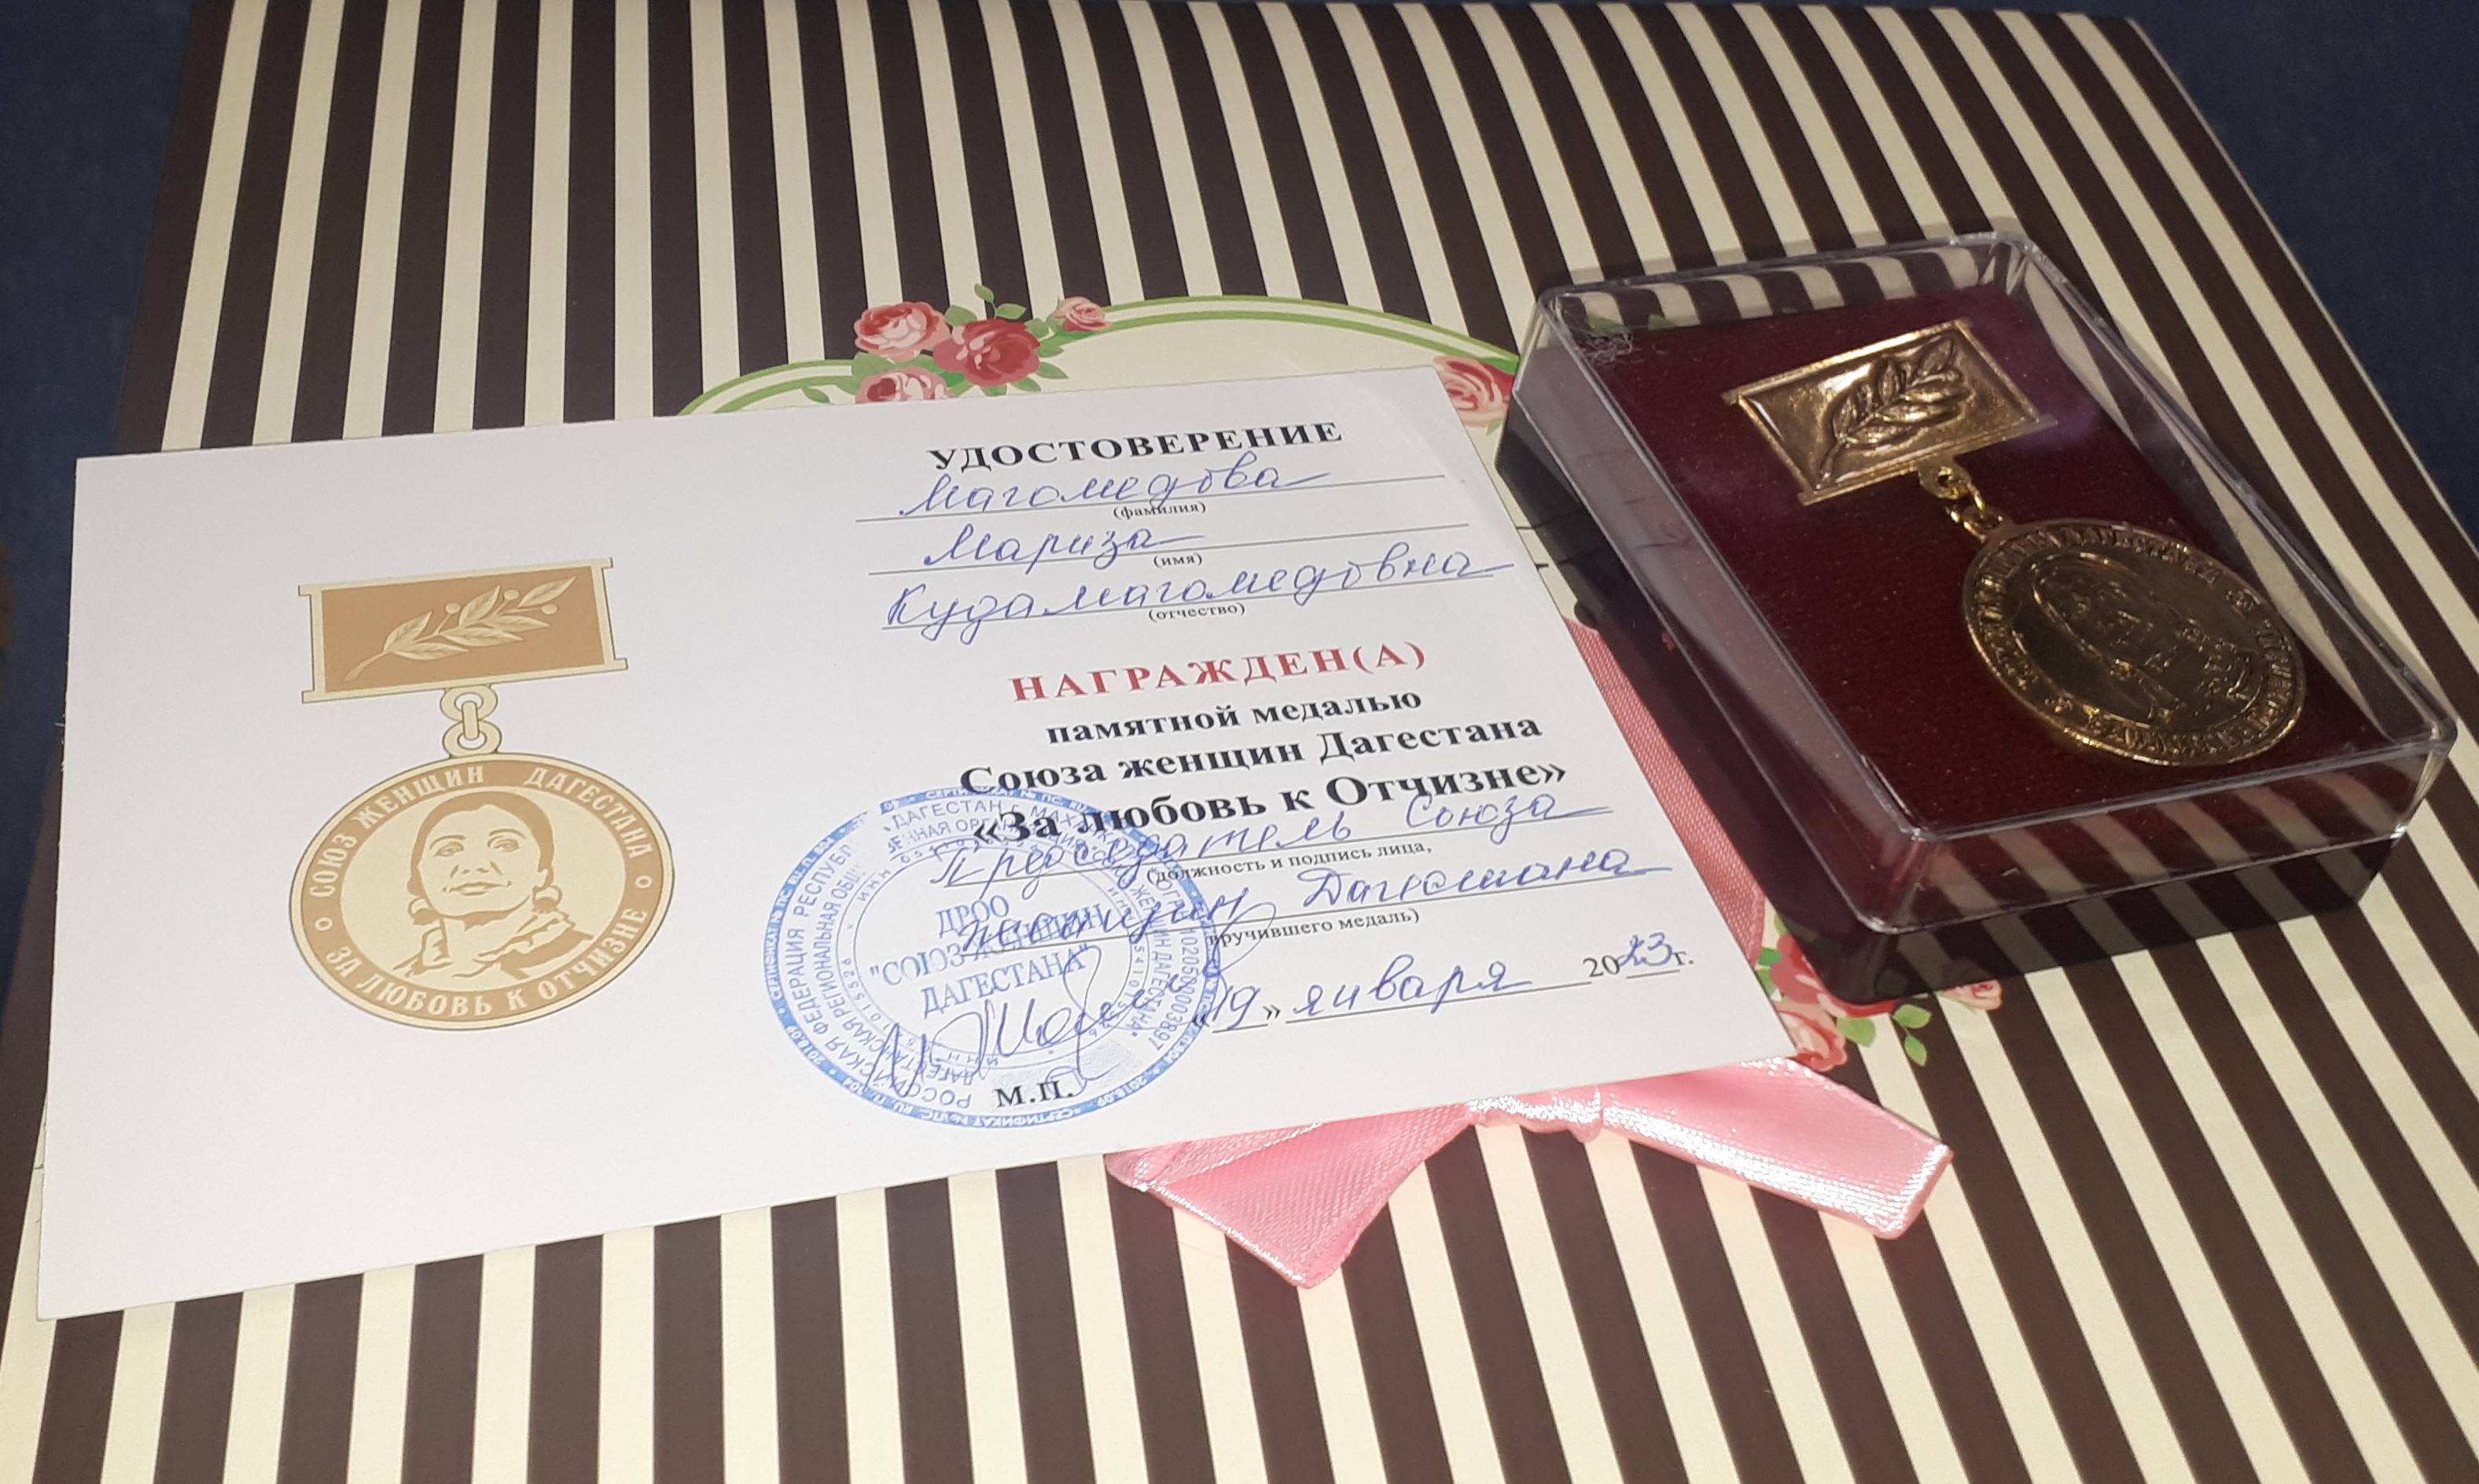 СОЮЗ ЖЕНЩИН ДАГЕСТАНА
ЗА ЛЮБОВЬ К ОТЧИЗНЕ
УДОСТОВЕРЕНИЕ
Магомедова
(фамилия)
Мариза
(имя)
Кудамагомедовна
(отчество)
НАГРАЖДЕН(А)
памятной медалью
Союза женщин Дагестана
«За любовь к Отчизне»
Председатель Союза
(должность и подпись лица,
женщин Дагестана
вручившего медаль)
«19» января 2023г.
М.П.
ДРОО
"СОЮЗ ЖЕНЩИН
ДАГЕСТАНА"